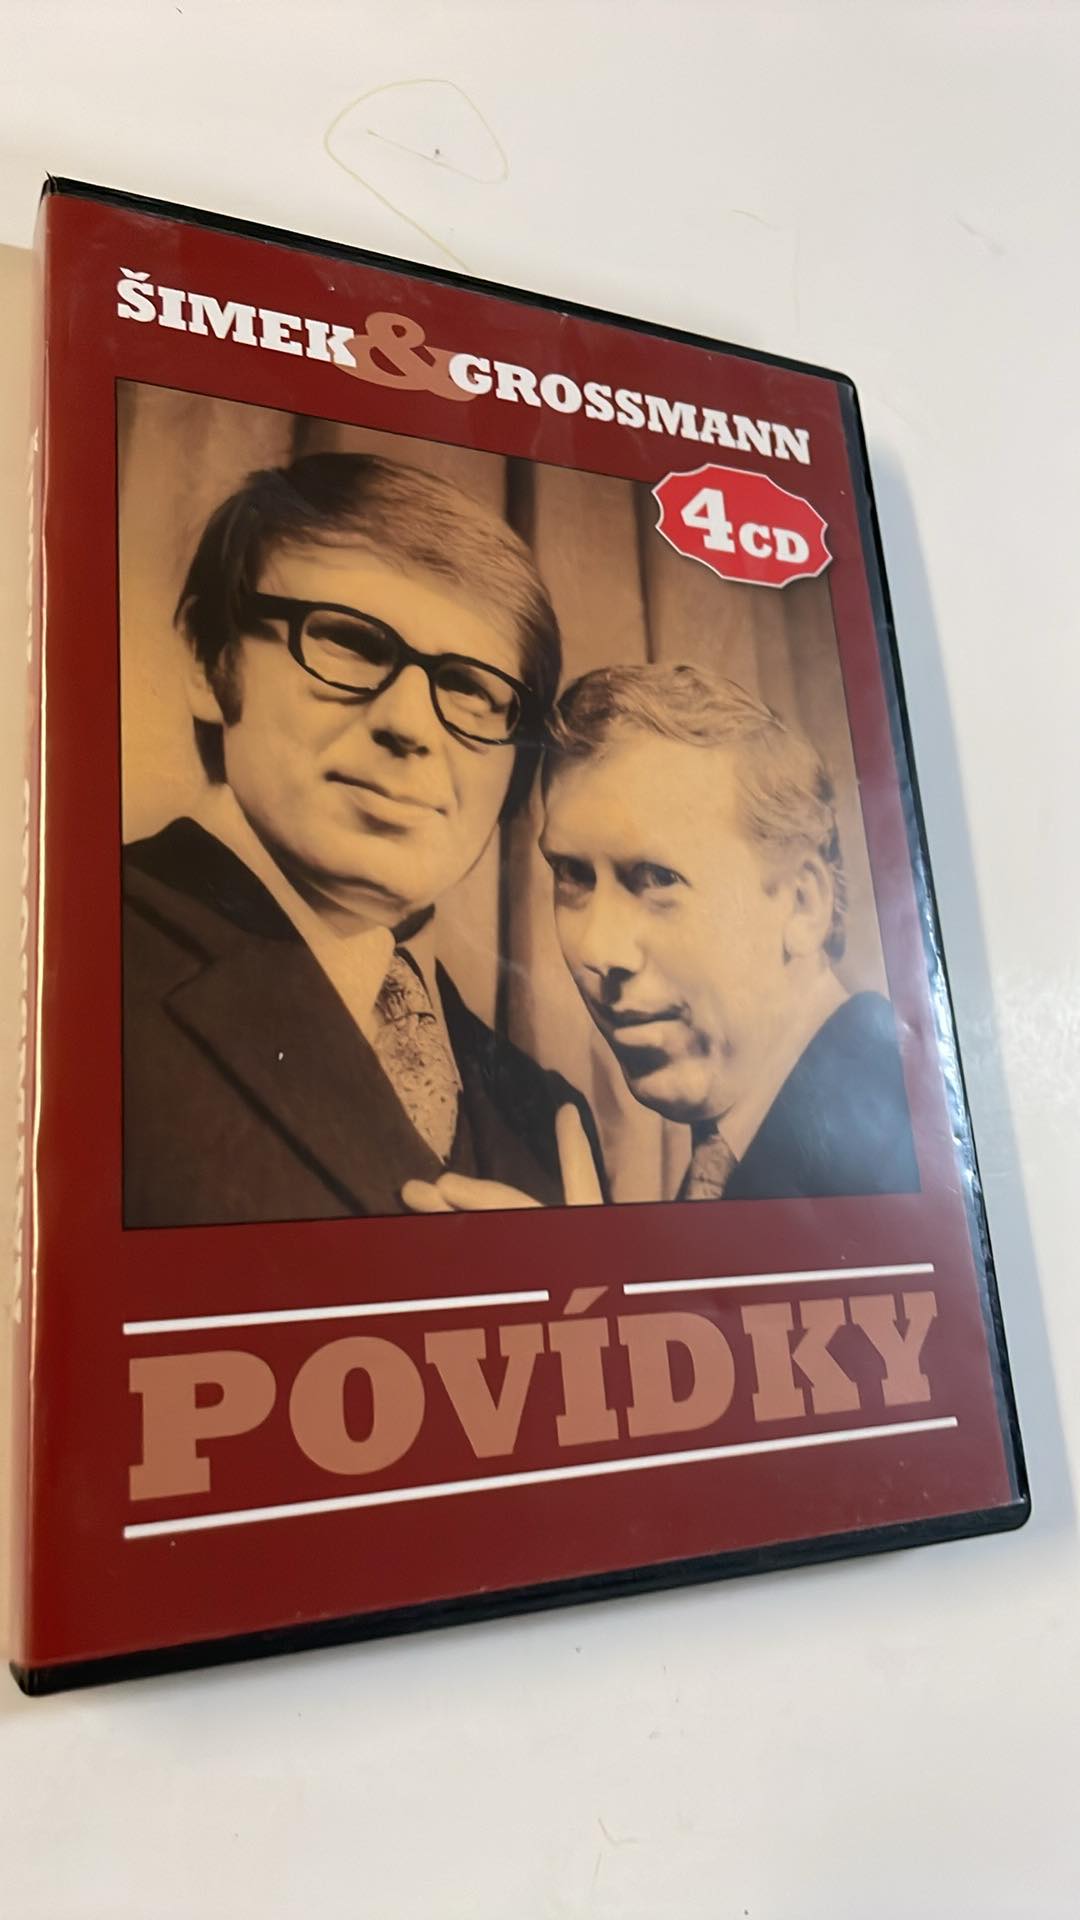 ŠIMEK & GROSSMANN
4CD
POVÍDKY